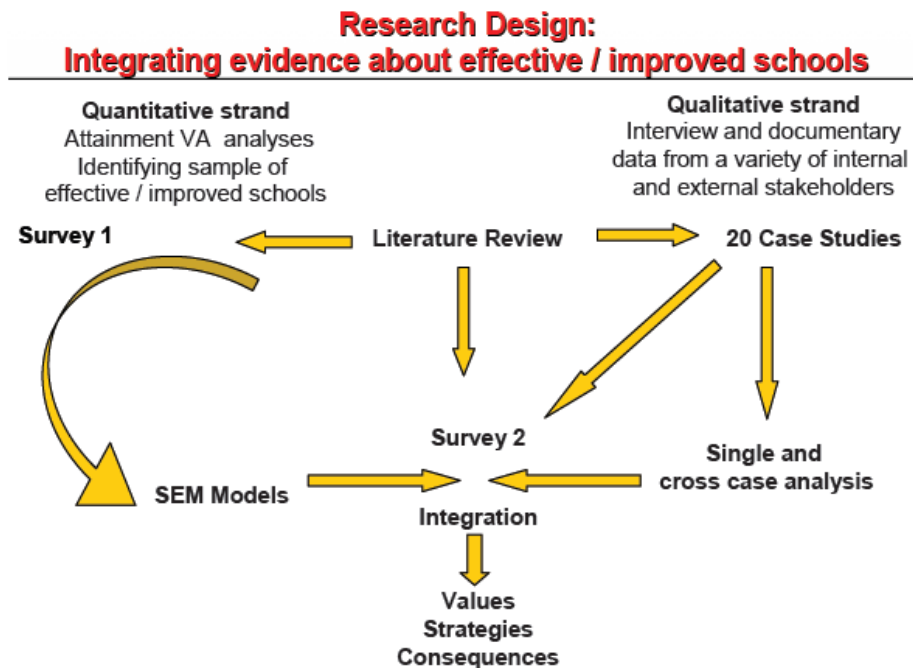 Research Design:
Integrating evidence about effective / improved schools
Quantitative strand
Attainment VA analyses
Identifying sample of
effective / improved schools
Qualitative strand
Interview and documentary
data from a variety of internal
and external stakeholders
Survey 1
Literature Review
20 Case Studies
Survey 2
Single and
cross case analysis
SEM Models
Integration
Values
Strategies
Consequences